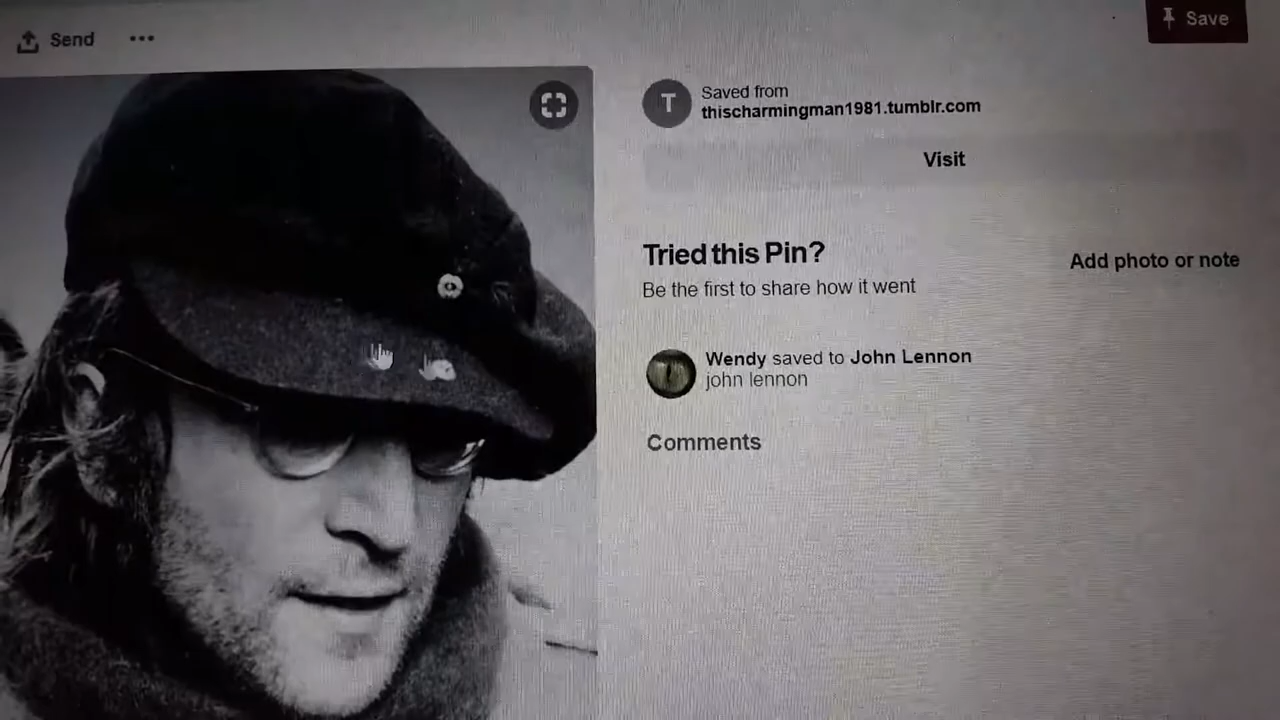 Send
Save
T
Saved from
thischarmingman1981.tumblr.com
Visit
Tried this Pin?
Be the first to share how it went
Add photo or note
Wendy saved to John Lennon
john lennon
Comments